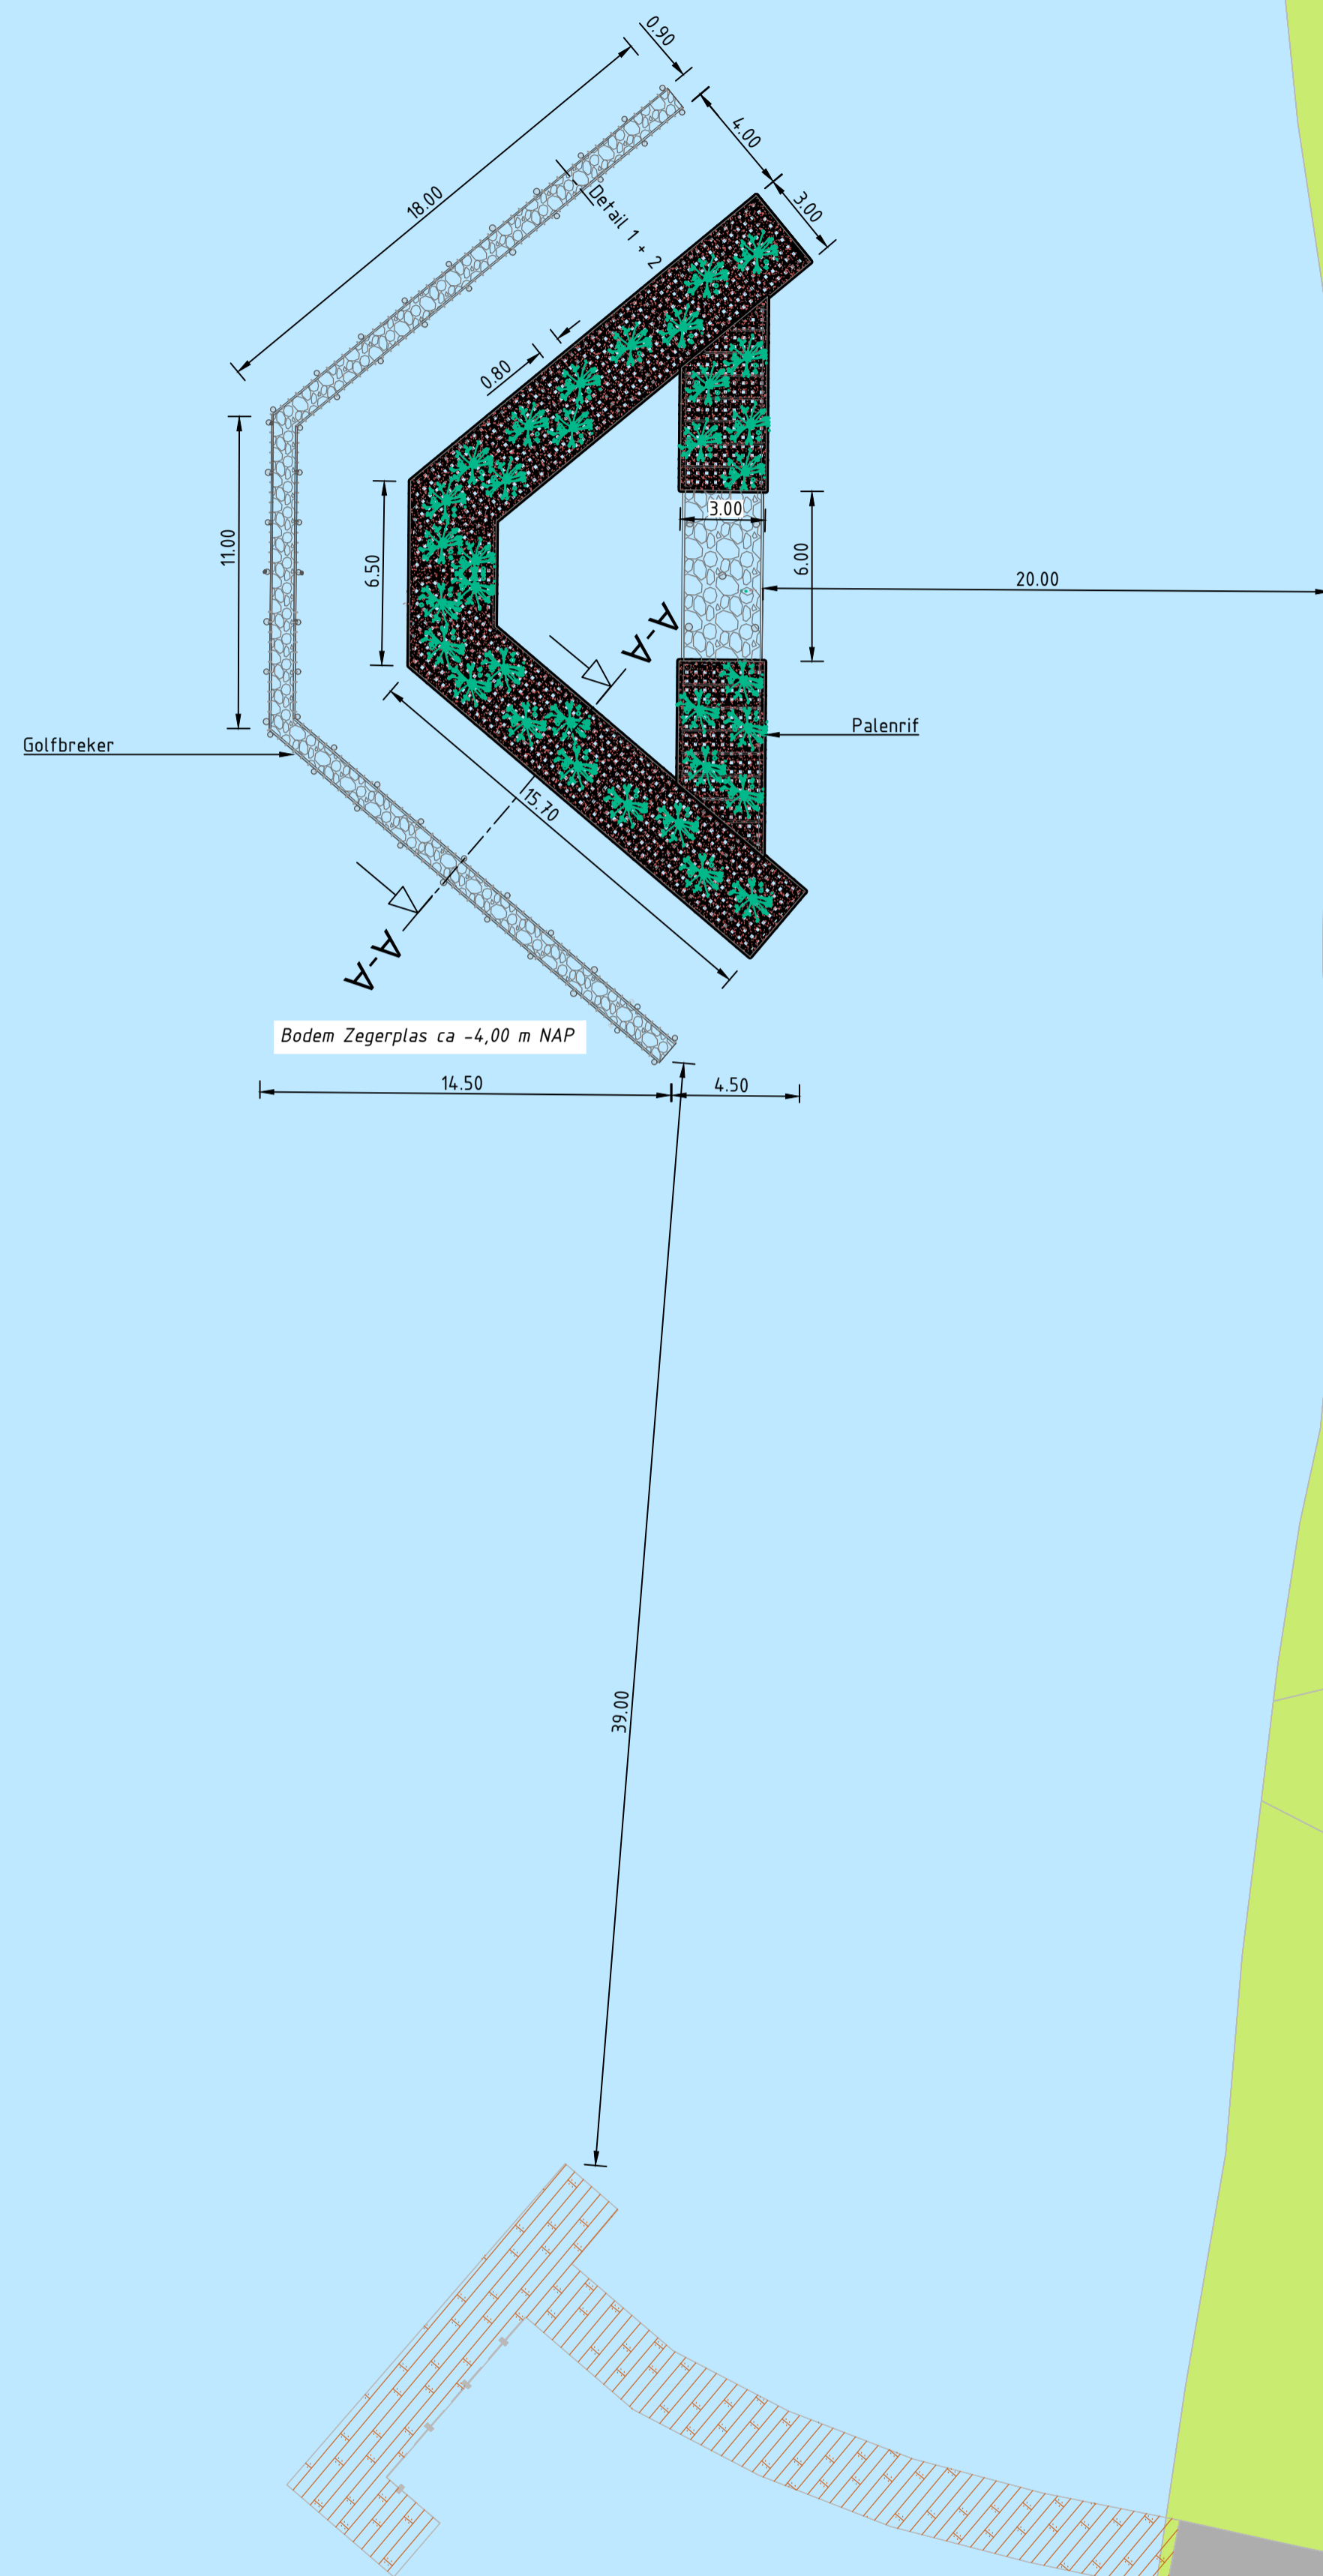 0.90
4.00
3.00
18.00
Detail 1 + 2
0.80
11.00
6.50
3.00
6.00
20.00
A-A
Palenrif
Golfbreker
15.70
A-A
Bodem Zegerplas ca -4,00 m NAP
14.50
4.50
39.00